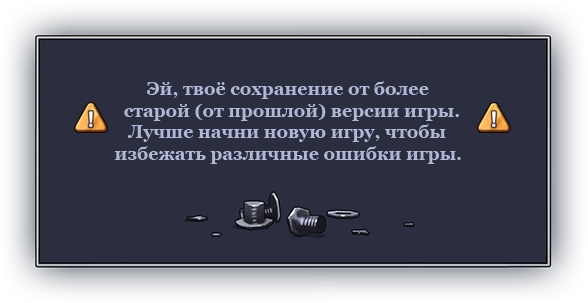 Эй, твоё сохранение от более
старой (от прошлой) версии игры.
Лучше начни новую игру, чтобы
избежать различные ошибки игры.